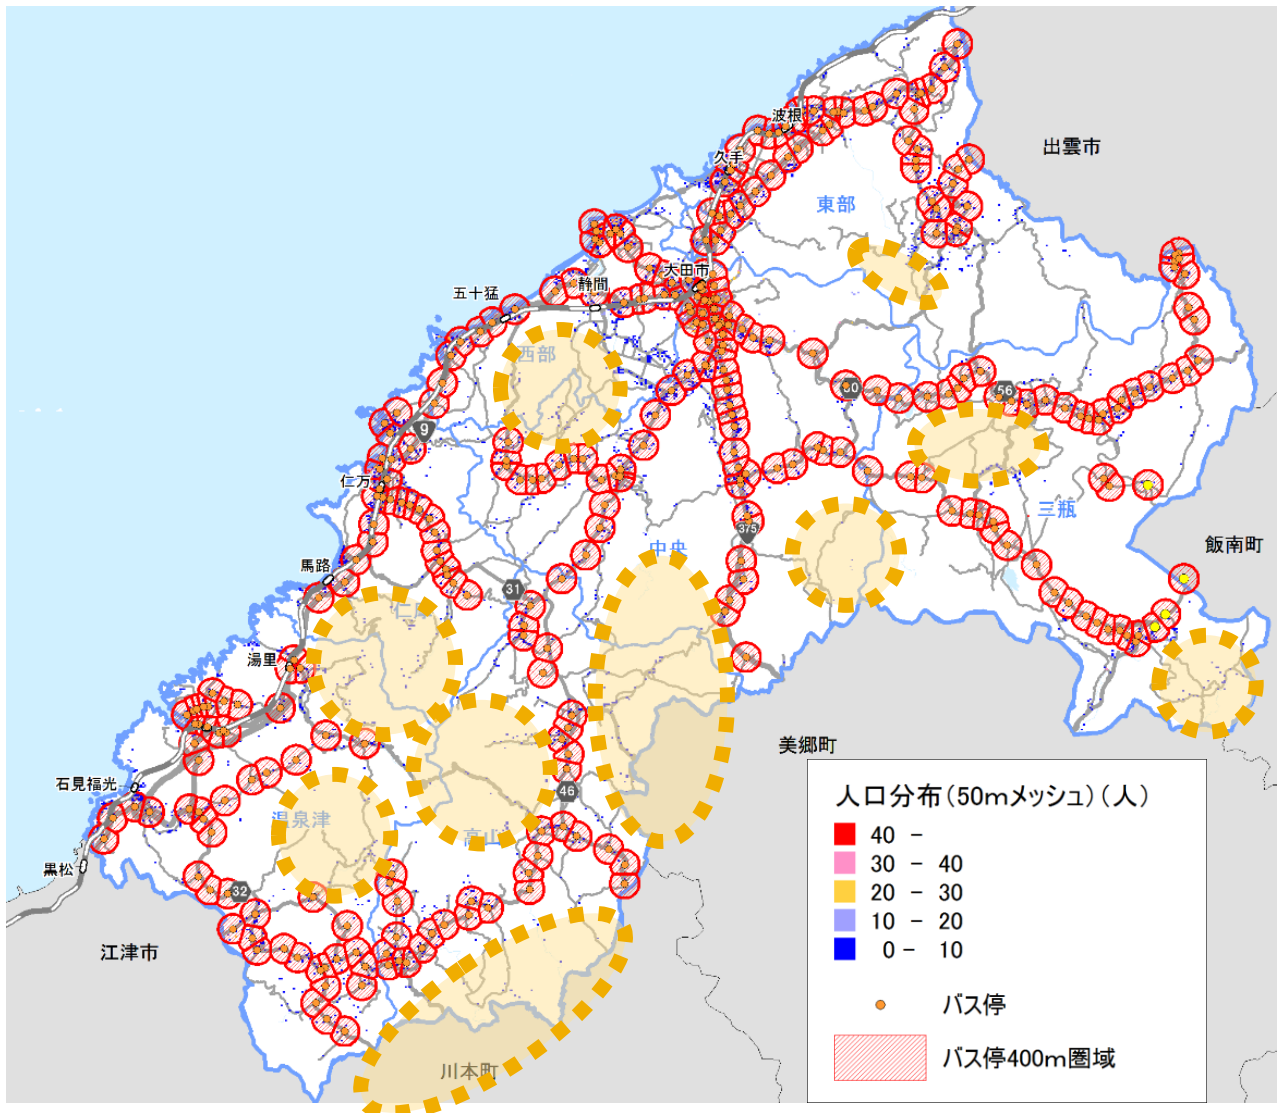 波根
出雲市
久手
東部
大田市
静間
五十猛
西部
60
56
9
仁万
三瓶
375
中央
飯南町
馬路
31
仁摩
湯里
美郷町
石見福光
46
温泉津
高山
黒松
32
江津市
川本町
人口分布(50mメッシュ)(人)
40 -
30 - 40
20 - 30
10 - 20
0 - 10
バス停
バス停400m圏域